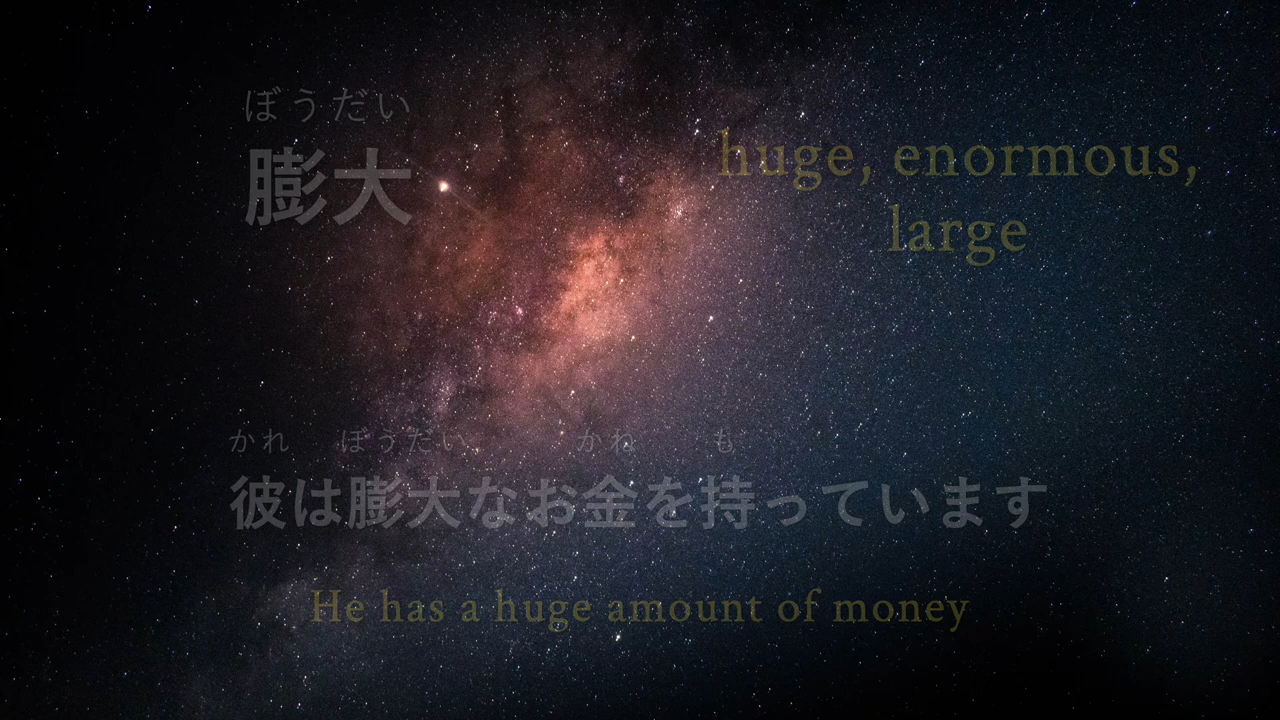 ぼうだい
膨大
huge, enormous,
large
かれ ぼうだい かね も
彼は膨大なお金を持っています
He has a huge amount of money